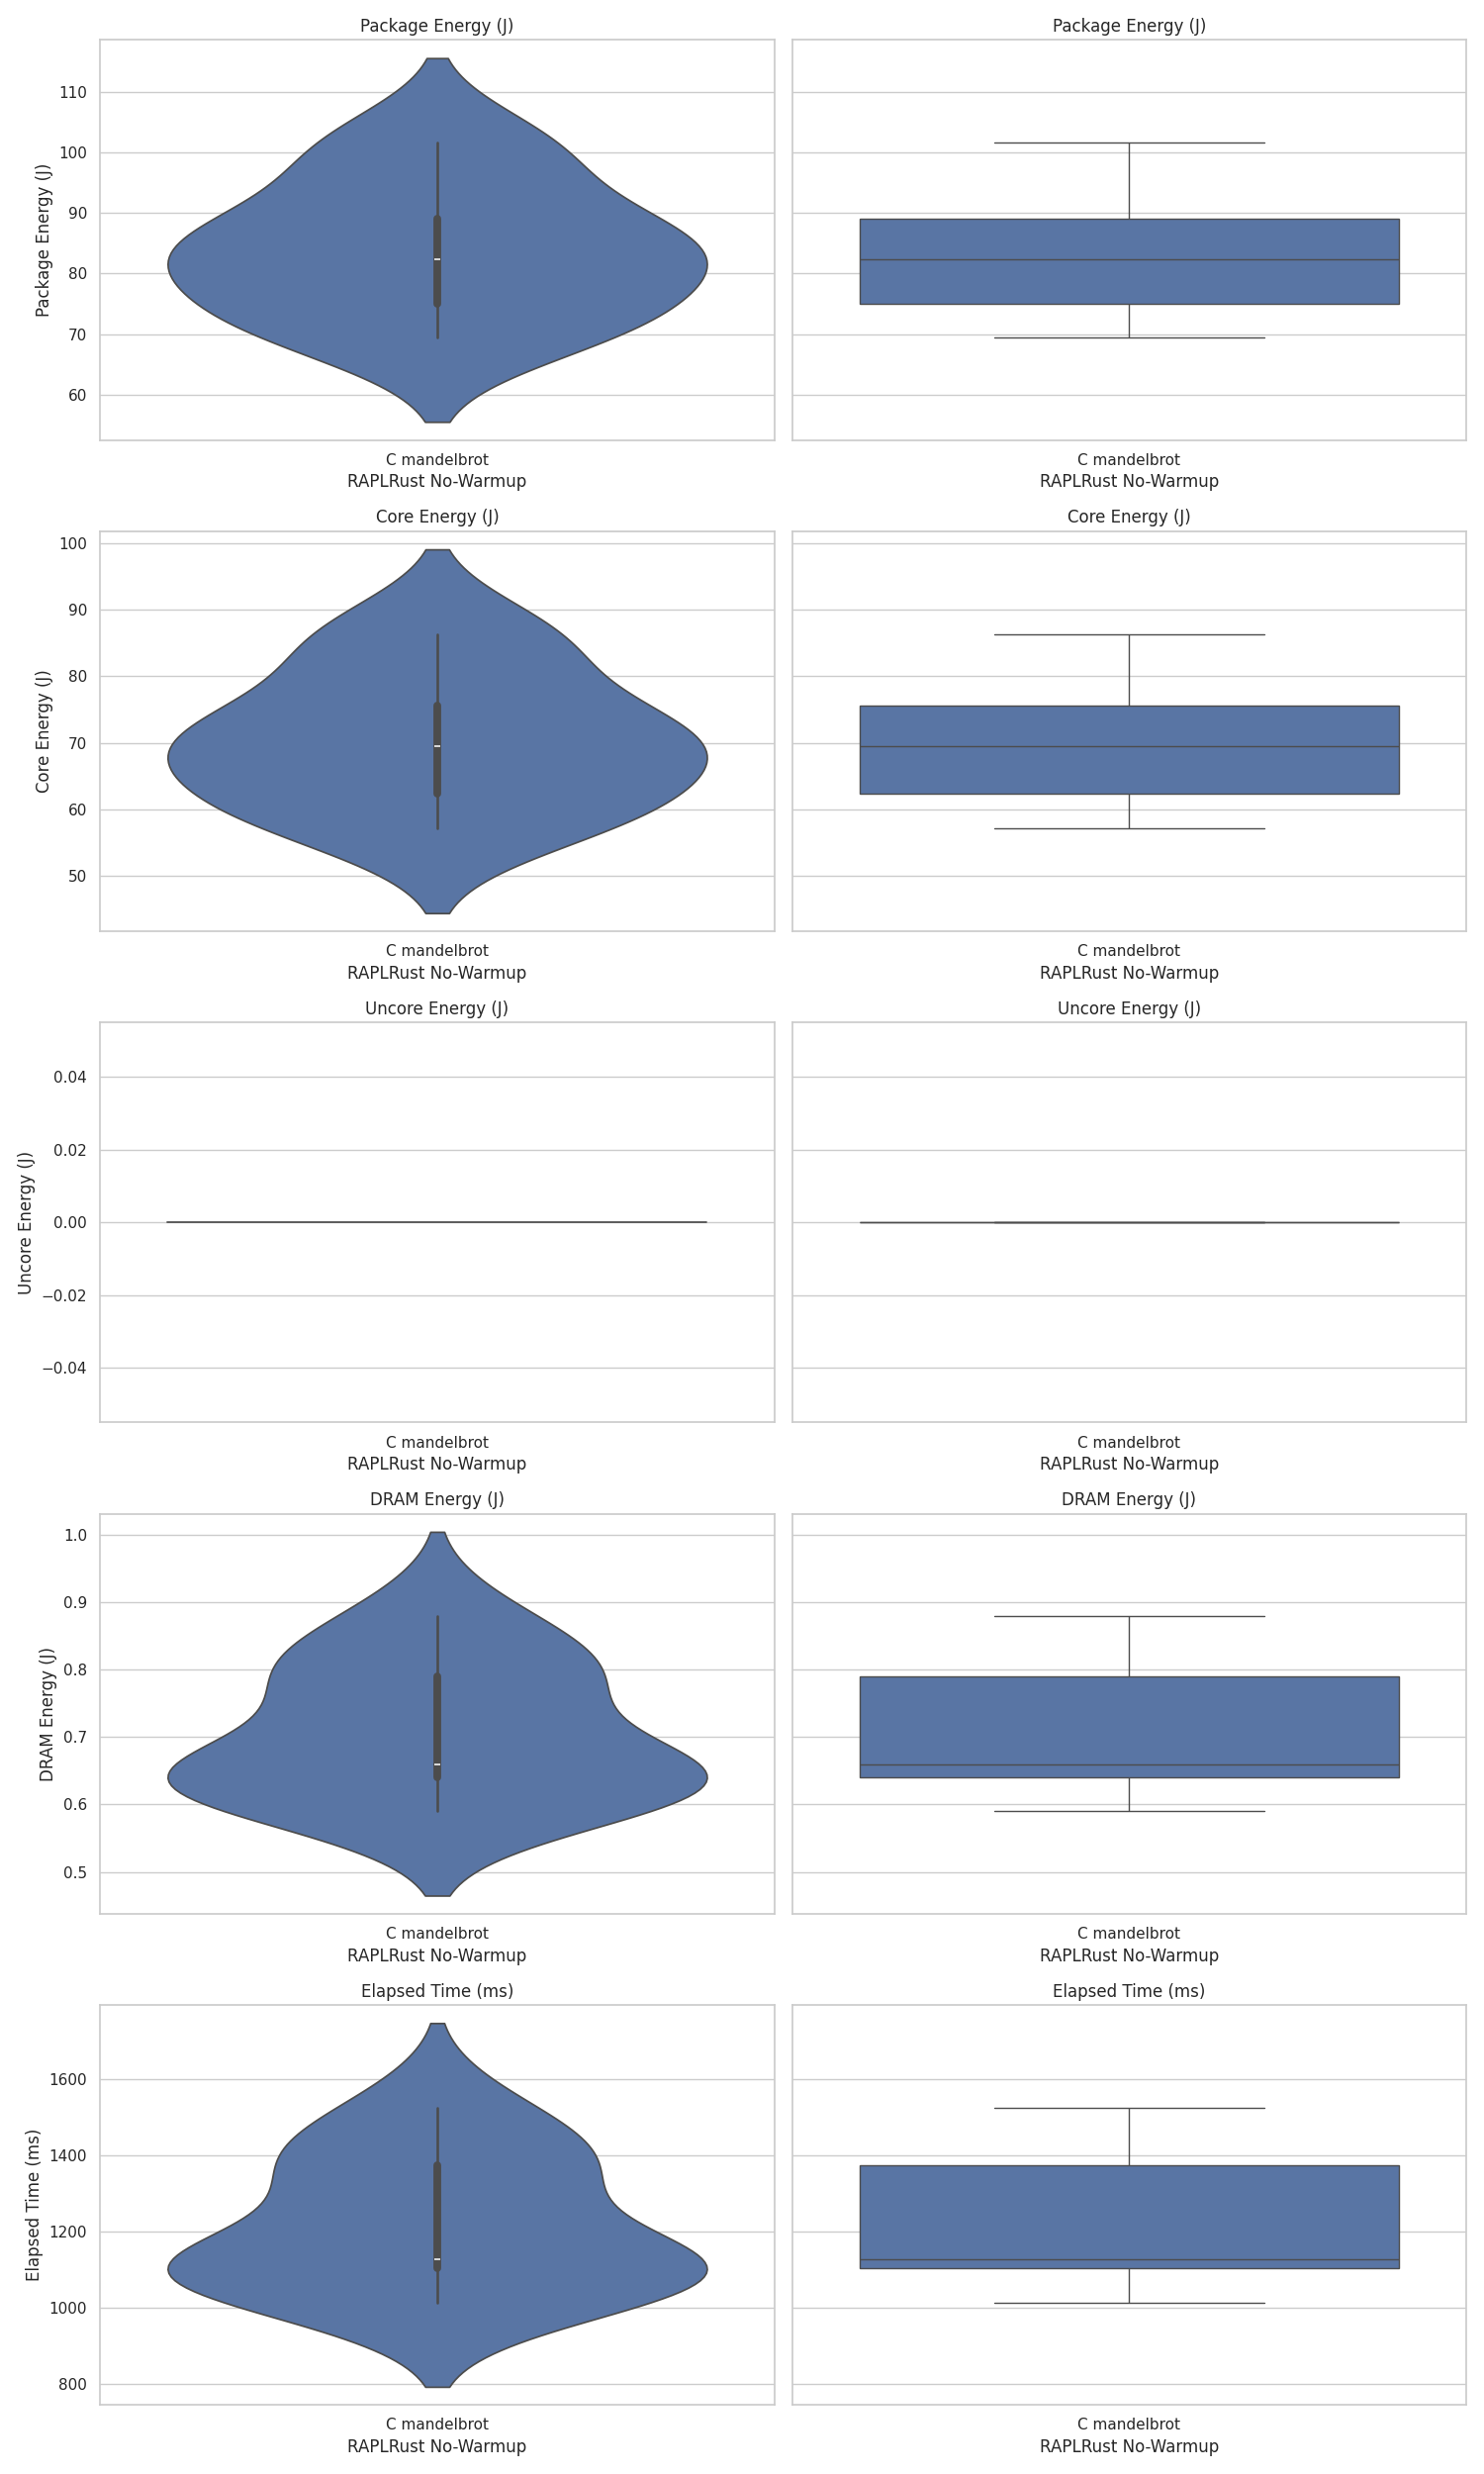 Package Energy (J)
Package Energy (J)
Package Energy (J)
110
100
90
80
70
60
C mandelbrot
RAPLRust No-Warmup
C mandelbrot
RAPLRust No-Warmup
Core Energy (J)
Core Energy (J)
Core Energy (J)
100
90
80
70
60
50
C mandelbrot
RAPLRust No-Warmup
C mandelbrot
RAPLRust No-Warmup
Uncore Energy (J)
Uncore Energy (J)
Uncore Energy (J)
0.04
0.02
0.00
−0.02
−0.04
C mandelbrot
RAPLRust No-Warmup
C mandelbrot
RAPLRust No-Warmup
DRAM Energy (J)
DRAM Energy (J)
DRAM Energy (J)
1.0
0.9
0.8
0.7
0.6
0.5
C mandelbrot
RAPLRust No-Warmup
C mandelbrot
RAPLRust No-Warmup
Elapsed Time (ms)
Elapsed Time (ms)
Elapsed Time (ms)
1600
1400
1200
1000
800
C mandelbrot
RAPLRust No-Warmup
C mandelbrot
RAPLRust No-Warmup